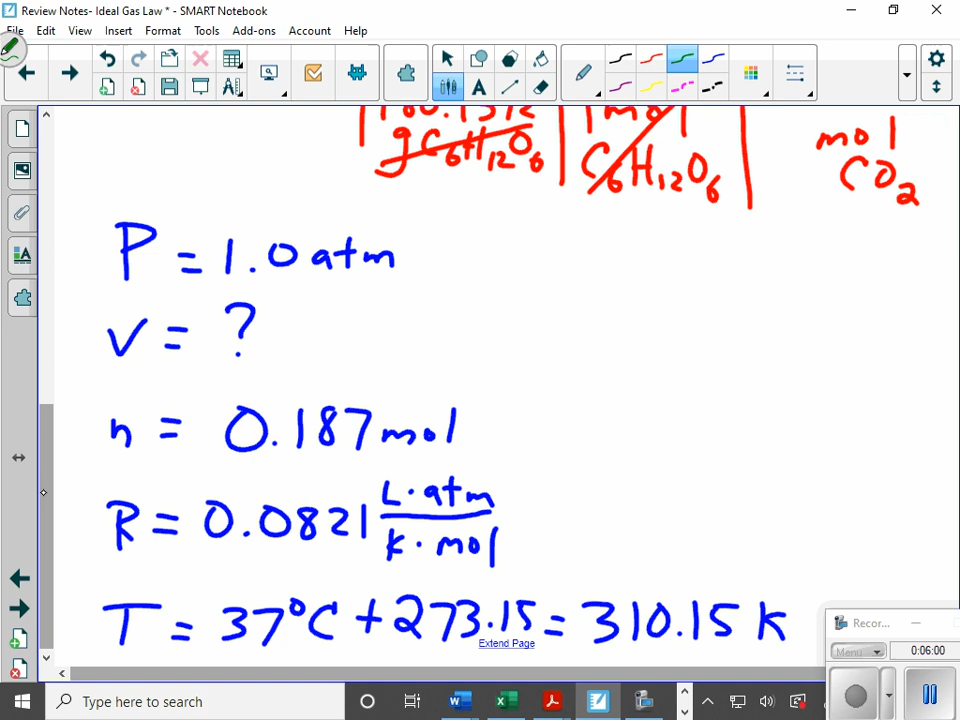 Review Notes- Ideal Gas Law * - SMART Notebook
File Edit View Insert Format Tools Add-ons Account Help
1 mol
g C6H12O6 C6H12O6
mol
CO2
P = 1.0 atm
V = ?
n = 0.187 mol
R = 0.0821 L·atm
K·mol
T = 37°C + 273.15 = 310.15 K
Extend Page
Recor...
Menu 0:06:00
Type here to search